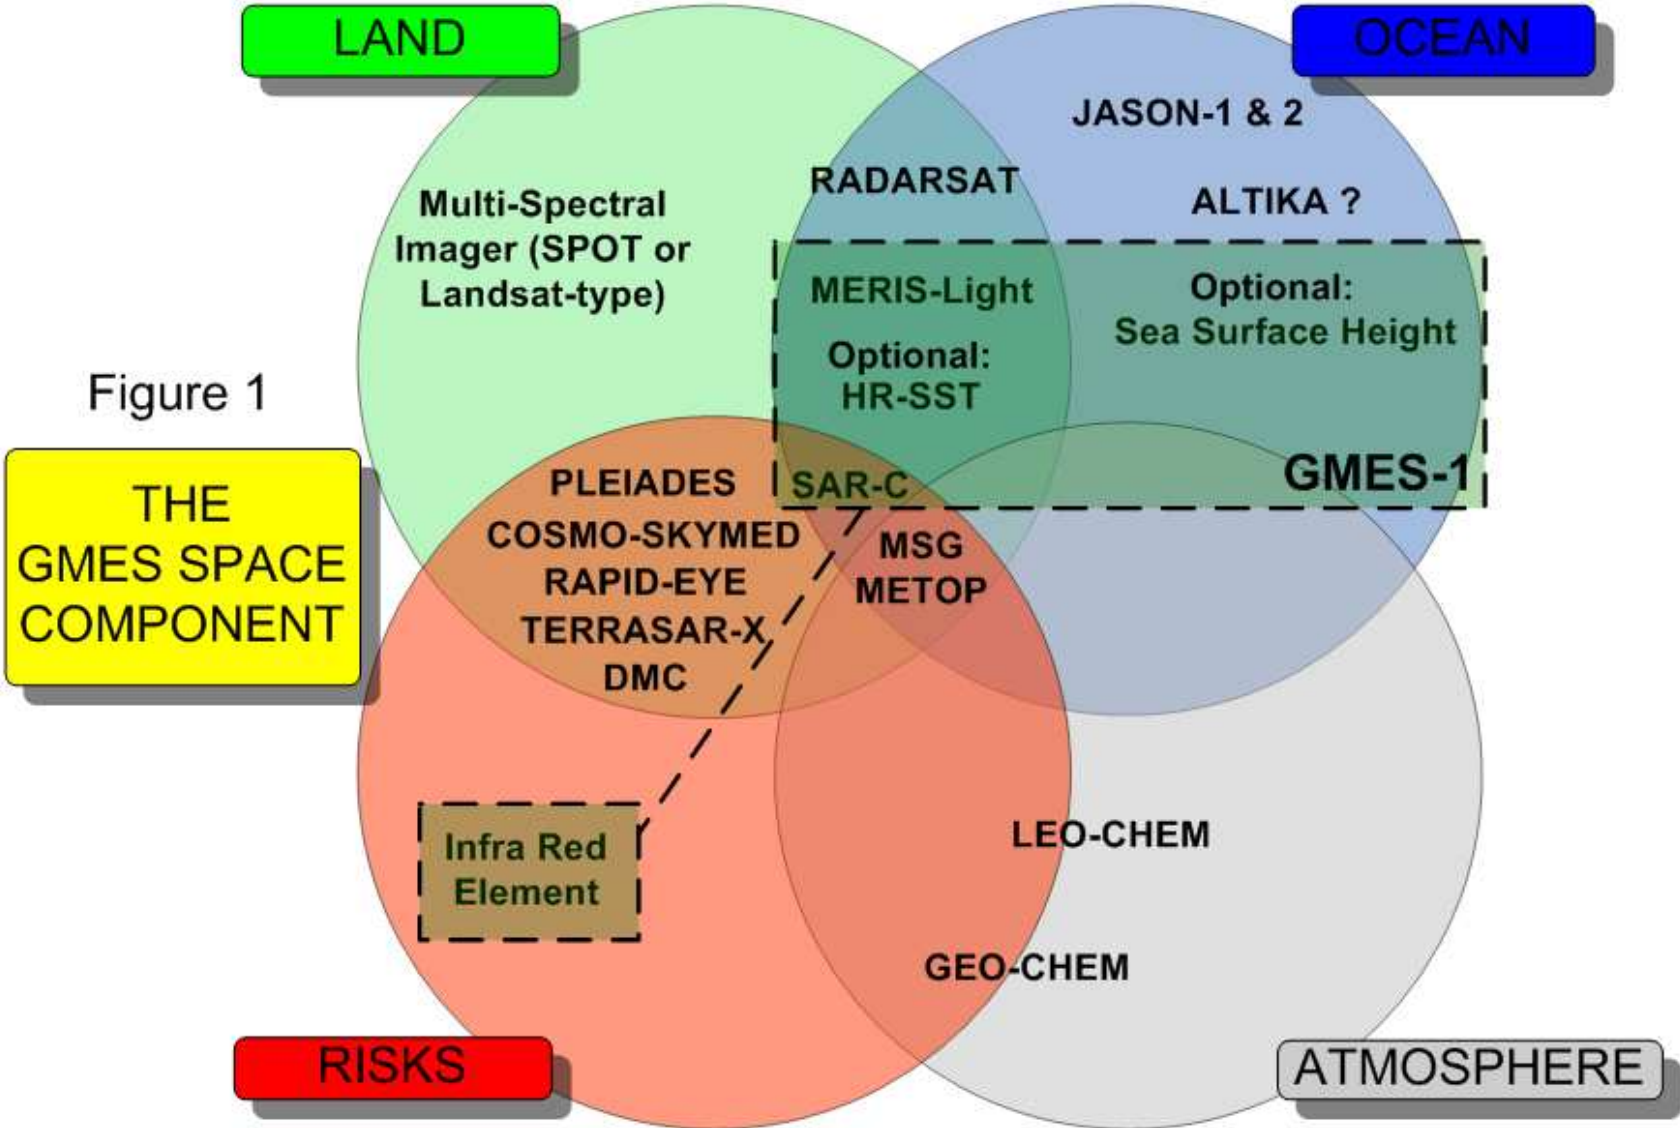 LAND
OCEAN
JASON-1 & 2
RADARSAT
ALTIKA ?
Multi-Spectral
Imager (SPOT or
Landsat-type)
MERIS-Light
Optional:
HR-SST
Optional:
Sea Surface Height
GMES-1
Figure 1
THE
GMES SPACE
COMPONENT
PLEIADES
SAR-C
COSMO-SKYMED
RAPID-EYE
TERRASAR-X
DMC
MSG
METOP
Infra Red
Element
LEO-CHEM
GEO-CHEM
RISKS
ATMOSPHERE